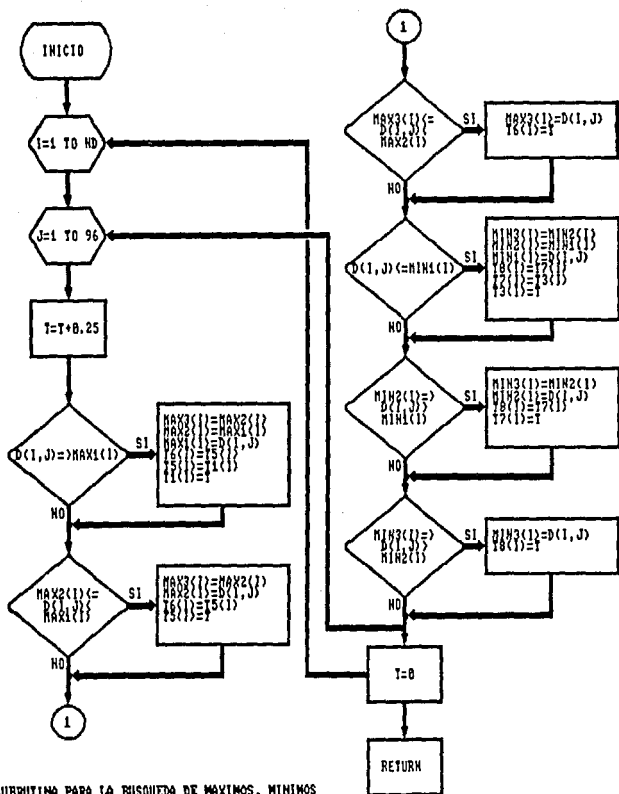 INICIO
I=1 TO ND
J=1 TO 96
T=T+0.25
D(I,J)=>MAX1(I)
SI
MAX3(I)=MAX2(I)
MAX2(I)=MAX1(I)
MAX1(I)=D(I,J)
T6(I)=T5(I)
T5(I)=T1(I)
T1(I)=T
NO
MAX2(I)<=
D(I,J)<
MAX1(I)
SI
MAX3(I)=MAX2(I)
MAX2(I)=D(I,J)
T6(I)=T5(I)
T5(I)=T
NO
1
1
MAX3(I)<=
D(I,J)<
MAX2(I)
SI
MAX3(I)=D(I,J)
T6(I)=T
NO
D(I,J)<=MIN1(I)
SI
MIN3(I)=MIN2(I)
MIN2(I)=MIN1(I)
MIN1(I)=D(I,J)
T8(I)=T7(I)
T7(I)=T3(I)
T3(I)=T
NO
MIN2(I)=>
D(I,J)>
MIN1(I)
SI
MIN3(I)=MIN2(I)
MIN2(I)=D(I,J)
T8(I)=T7(I)
T7(I)=T
NO
MIN3(I)=>
D(I,J)>
MIN2(I)
SI
MIN3(I)=D(I,J)
T8(I)=T
NO
T=0
RETURN
UBRUTINA PARA LA BUSQUEDA DE MAXIMOS, MINIMOS